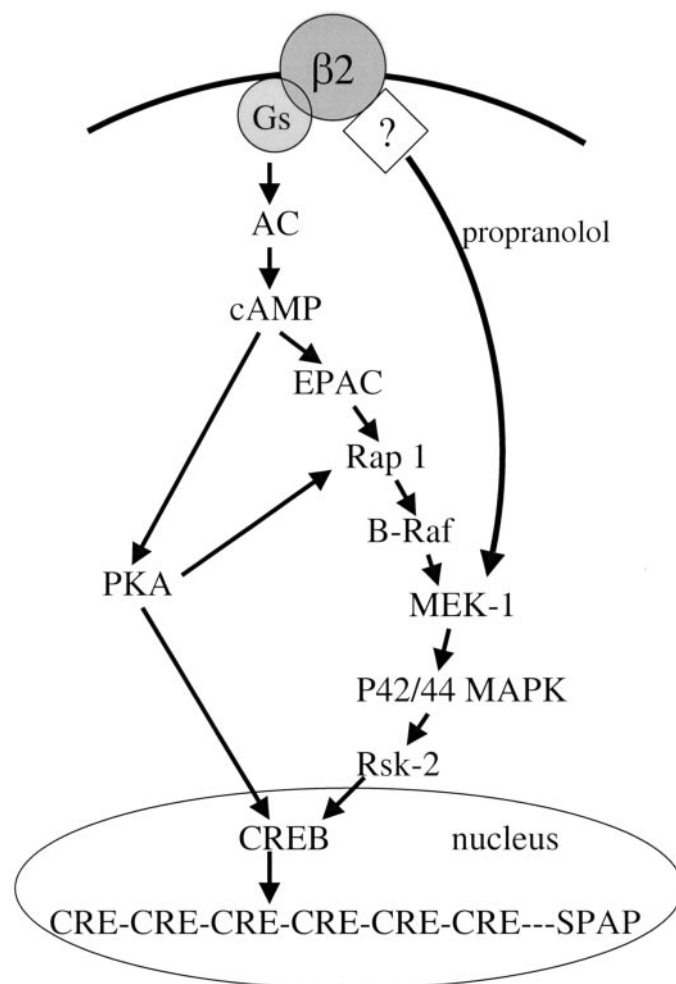 β2
Gs
?
AC
propranolol
cAMP
EPAC
Rap 1
B-Raf
PKA
MEK-1
P42/44 MAPK
Rsk-2
CREB
nucleus
CRE-CRE-CRE-CRE-CRE-CRE---SPAP